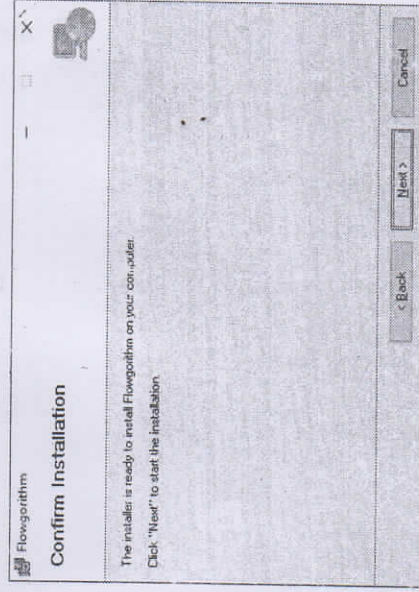 Flowgorithm
Confirm Installation
The installer is ready to install Flowgorithm on your computer.
Click "Next" to start the installation.
< Back
Next >
Cancel